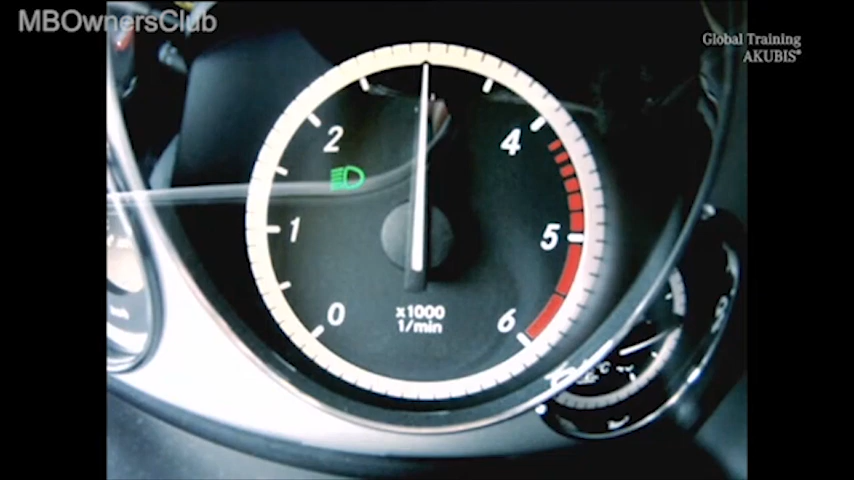 MBOwnersClub
Global Training
AKUBIS®
2
4
1
5
0
x1000
1/min
6
°C